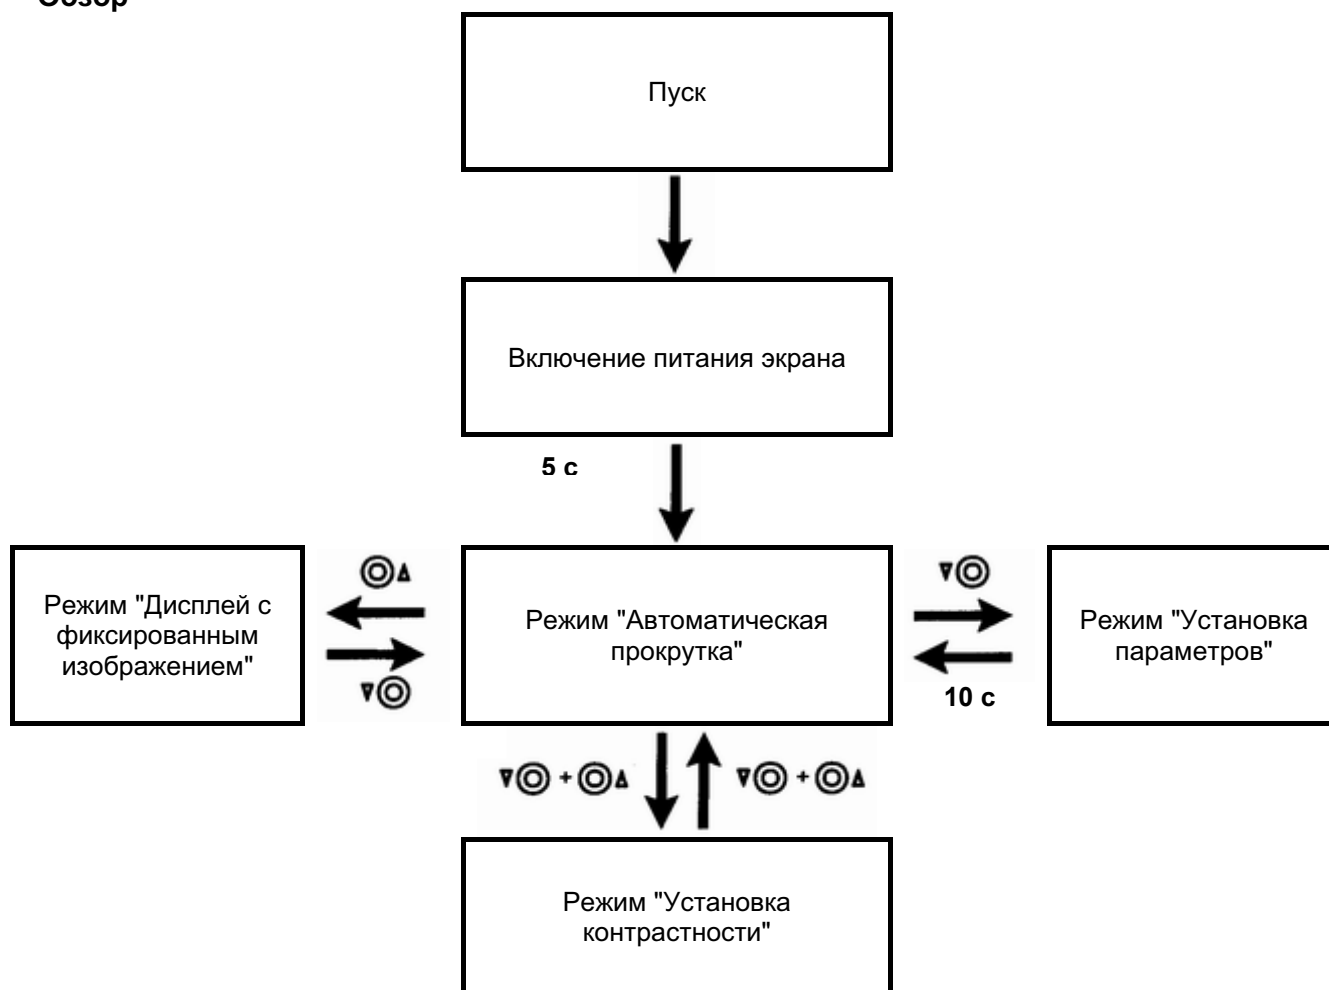 Обзор
Пуск
Включение питания экрана
5 с
Режим "Дисплей с
фиксированным
изображением"
Режим "Автоматическая
прокрутка"
Режим "Установка
параметров"
10 с
+
+
Режим "Установка
контрастности"